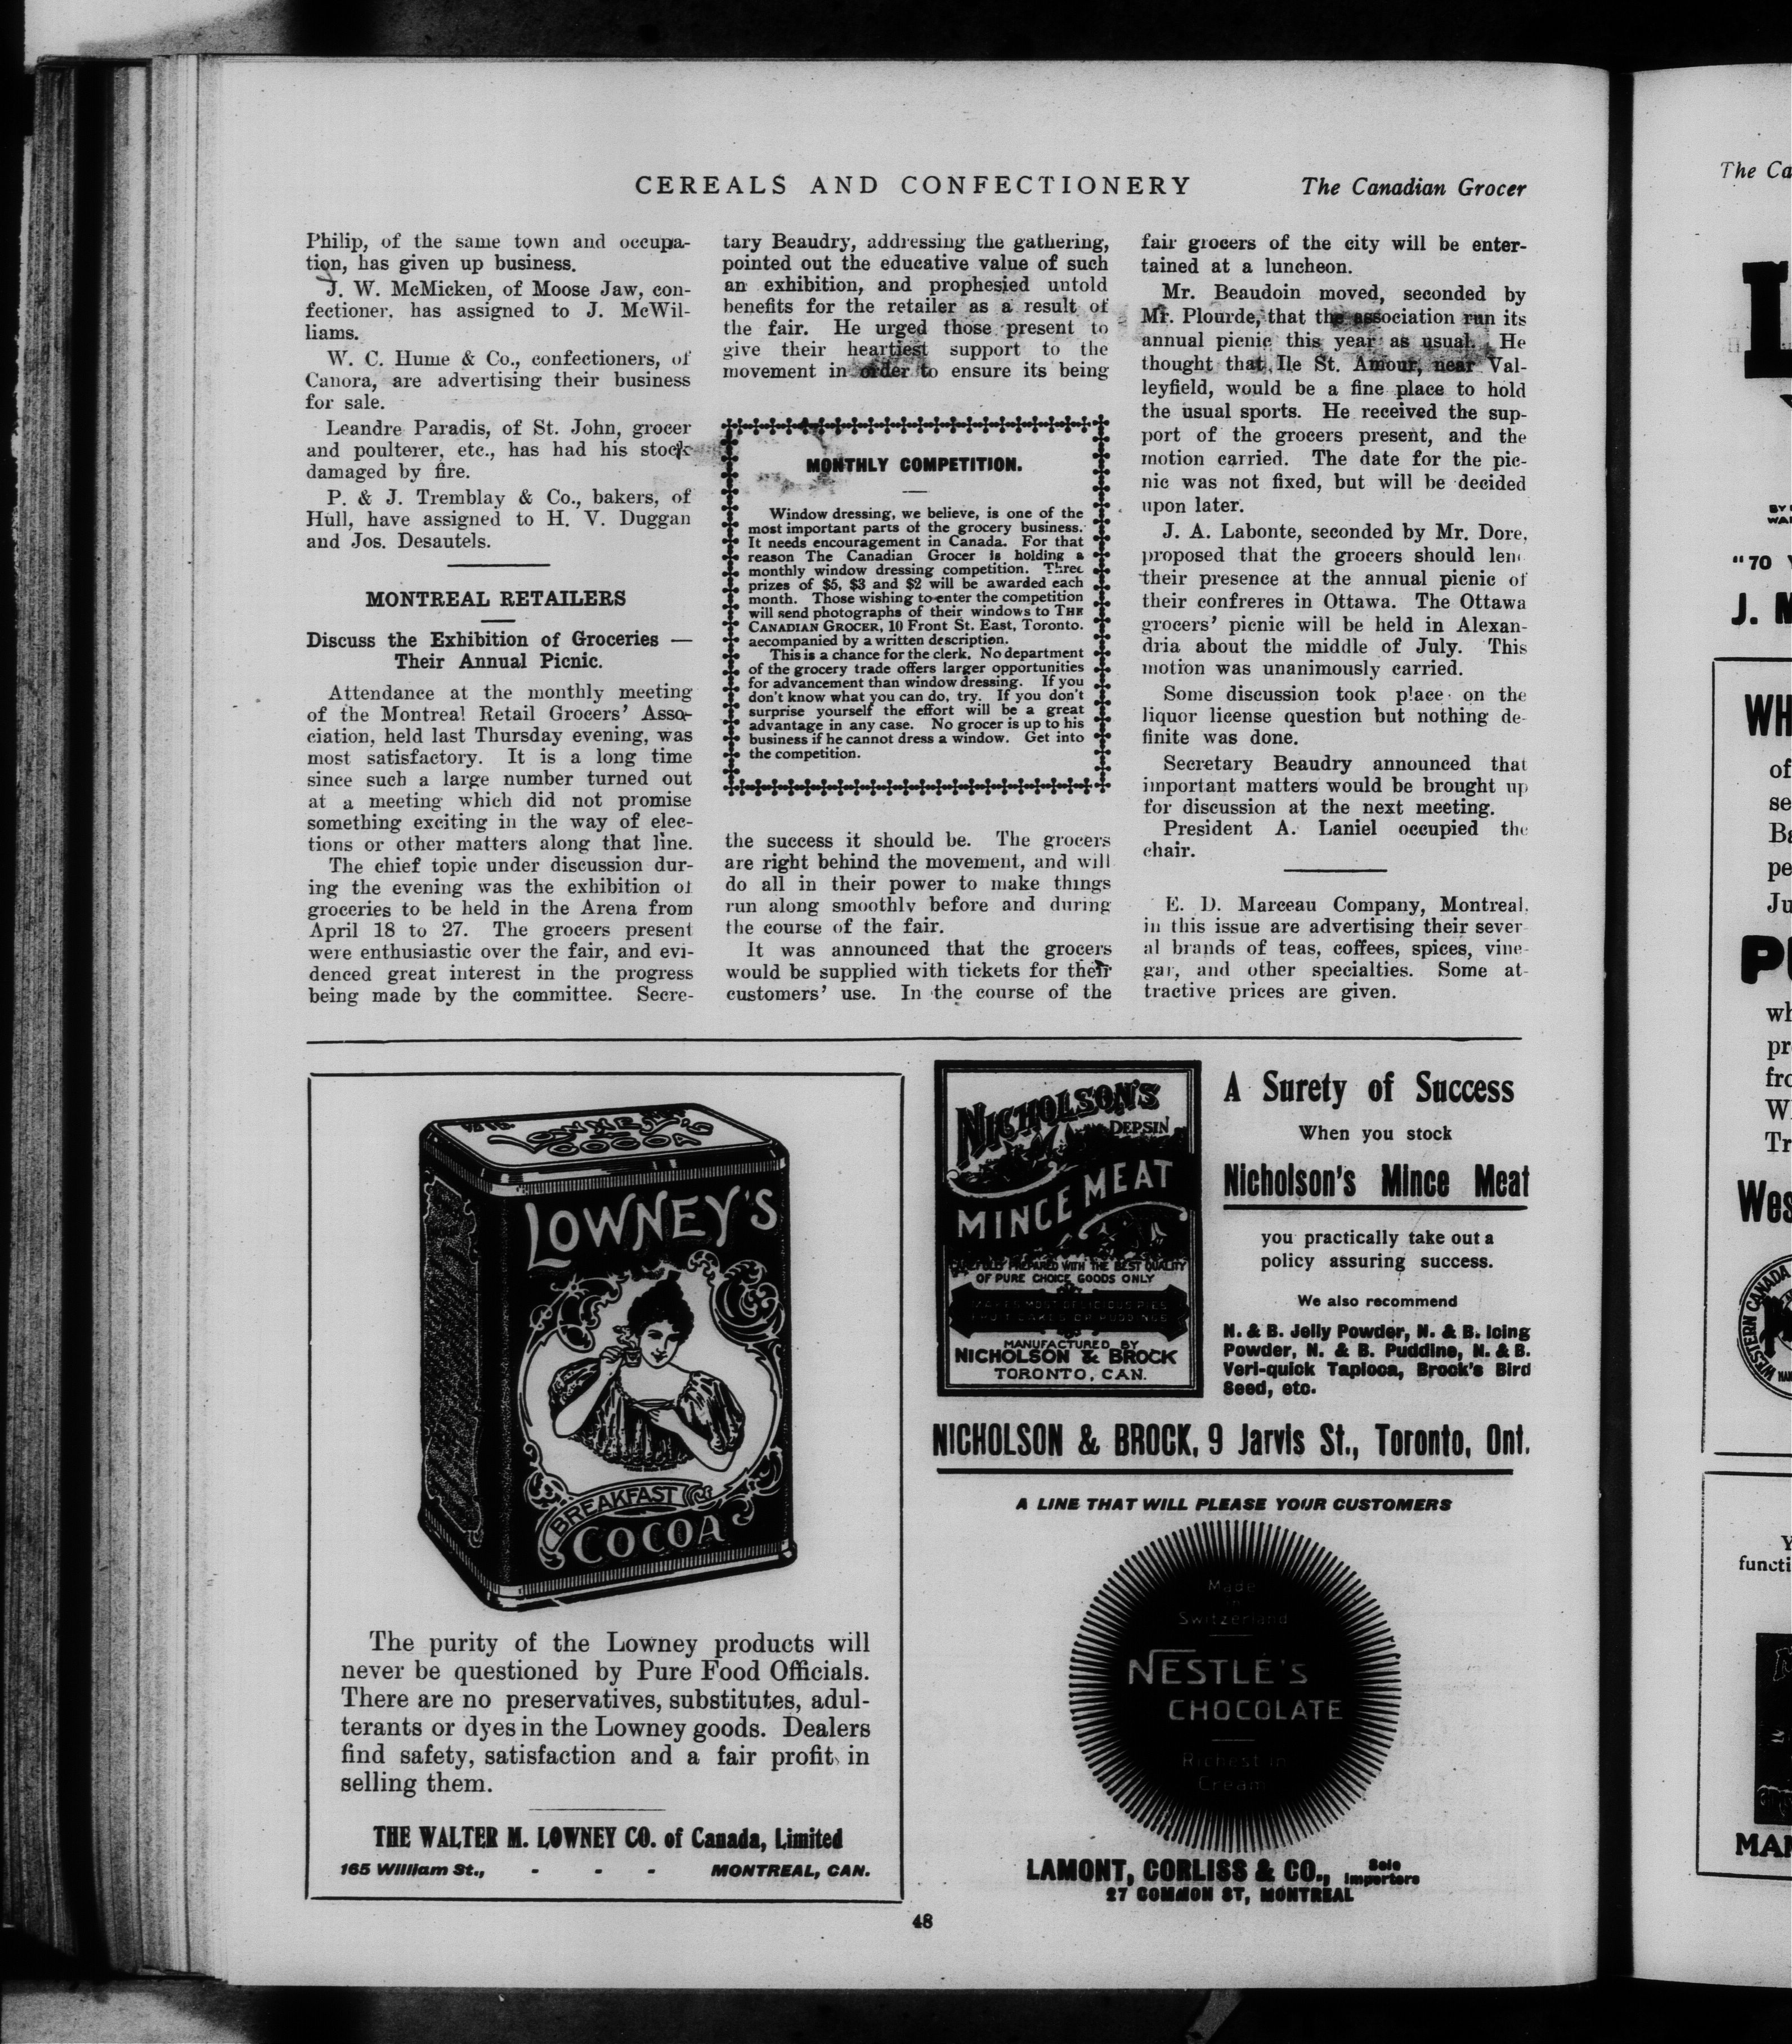 CEREALS AND CONFECTIONERY
The Canadian Grocer
Philip, of the same town and occupa-
tion, has given up business.
J. W. McMicken, of Moose Jaw, con-
fectioner, has assigned to J. McWil-
liams.
W. C. Hume & Co., confectioners, of
Canora, are advertising their business
for sale.
Leandre Paradis, of St. John, grocer
and poulterer, etc., has had his stock
damaged by fire.
P. & J. Tremblay & Co., bakers, of
Hull, have assigned to H. V. Duggan
and Jos. Desautels.
MONTREAL RETAILERS
Discuss the Exhibition of Groceries —
Their Annual Picnic.
Attendance at the monthly meeting
of the Montreal Retail Grocers' Asso-
ciation, held last Thursday evening, was
most satisfactory. It is a long time
since such a large number turned out
at a meeting which did not promise
something exciting in the way of elec-
tions or other matters along that line.
The chief topic under discussion dur-
ing the evening was the exhibition of
groceries to be held in the Arena from
April 18 to 27. The grocers present
were enthusiastic over the fair, and evi-
denced great interest in the progress
being made by the committee. Secre-
tary Beaudry, addressing the gathering,
pointed out the educative value of such
an exhibition, and prophesied untold
benefits for the retailer as a result of
the fair. He urged those present to
give their heartiest support to the
movement in order to ensure its being
MONTHLY COMPETITION.
Window dressing, we believe, is one of the
most important parts of the grocery business.
It needs encouragement in Canada. For that
reason The Canadian Grocer is holding a
monthly window dressing competition. Three
prizes of $5, $3 and $2 will be awarded each
month. Those wishing to enter the competition
will send photographs of their windows to THE
CANADIAN GROCER, 10 Front St. East, Toronto.
accompanied by a written description.
This is a chance for the clerk. No department
of the grocery trade offers larger opportunities
for advancement than window dressing. If you
don't know what you can do, try. If you don't
surprise yourself the effort will be a great
advantage in any case. No grocer is up to his
business if he cannot dress a window. Get into
the competition.
the success it should be. The grocers
are right behind the movement, and will
do all in their power to make things
run along smoothly before and during
the course of the fair.
It was announced that the grocers
would be supplied with tickets for their
customers' use. In the course of the
fair grocers of the city will be enter-
tained at a luncheon.
Mr. Beaudoin moved, seconded by
Mr. Plourde, that the association run its
annual picnic this year as usual. He
thought that Ile St. Amour, near Val-
leyfield, would be a fine place to hold
the usual sports. He received the sup-
port of the grocers present, and the
motion carried. The date for the pic-
nic was not fixed, but will be decided
upon later.
J. A. Labonte, seconded by Mr. Dore,
proposed that the grocers should lend
their presence at the annual picnic of
their confreres in Ottawa. The Ottawa
grocers' picnic will be held in Alexan-
dria about the middle of July. This
motion was unanimously carried.
Some discussion took place on the
liquor license question but nothing de-
finite was done.
Secretary Beaudry announced that
important matters would be brought up
for discussion at the next meeting.
President A. Laniel occupied the
chair.
E. D. Marceau Company, Montreal,
in this issue are advertising their sever-
al brands of teas, coffees, spices, vine-
gar, and other specialties. Some at-
tractive prices are given.
LOWNEY'S
COCOA
LOWNEY'S
BREAKFAST
COCOA
The purity of the Lowney products will
never be questioned by Pure Food Officials.
There are no preservatives, substitutes, adul-
terants or dyes in the Lowney goods. Dealers
find safety, satisfaction and a fair profit in
selling them.
THE WALTER M. LOWNEY CO. of Canada, Limited
165 William St., - - - MONTREAL, CAN.
NICHOLSON'S
MINCE MEAT
CAREFULLY PREPARED WITH THE BEST QUALITY
OF PURE CHOICE GOODS ONLY
MAKES MOST DELICIOUS PIES
FRUIT CAKES OR PUDDINGS
MANUFACTURED BY
NICHOLSON & BROCK
TORONTO, CAN.
A Surety of Success
When you stock
Nicholson's Mince Meat
you practically take out a
policy assuring success.
We also recommend
N. & B. Jelly Powder, N. & B. Icing
Powder, N. & B. Puddine, N. & B.
Veri-quick Tapioca, Brock's Bird
Seed, etc.
NICHOLSON & BROCK, 9 Jarvis St., Toronto, Ont.
A LINE THAT WILL PLEASE YOUR CUSTOMERS
Made
in
Switzerland
NESTLÉ'S
CHOCOLATE
Richest in
Cream
LAMONT, CORLISS & CO., Sole Importers
27 COMMON ST, MONTREAL
48
The Ca
"70
J. M
WH
of
se
Ba
pe
Ju
wh
pr
fro
W
Tr
Wes
WESTERN CANADA
Y
functi
MAN